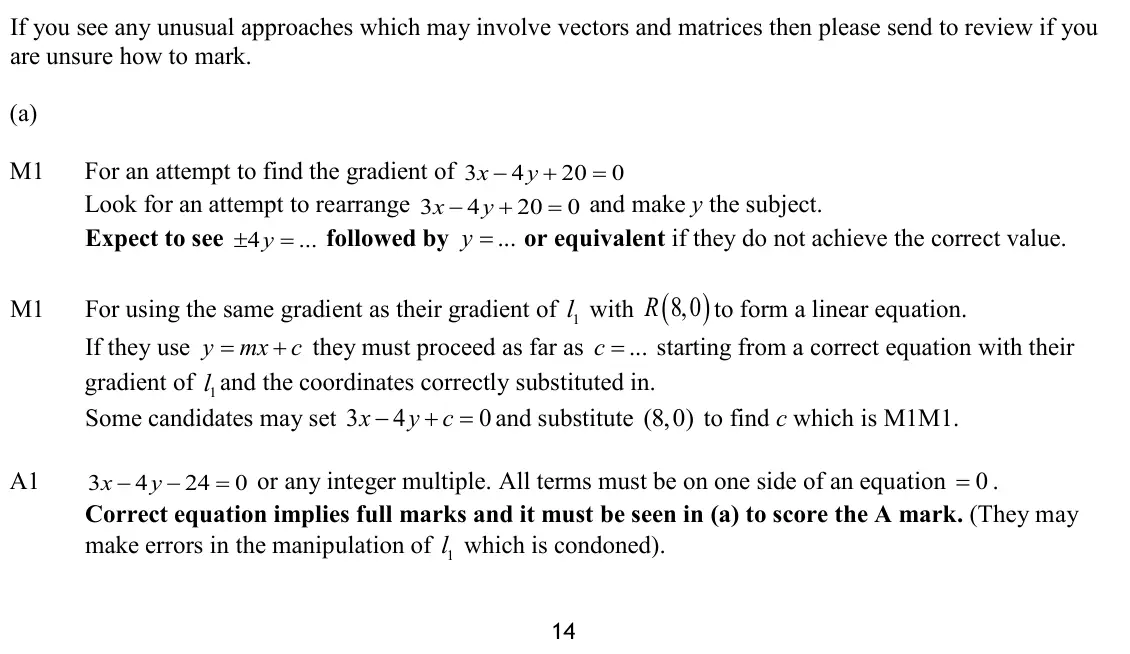 If you see any unusual approaches which may involve vectors and matrices then please send to review if you
are unsure how to mark.
(a)
M1 For an attempt to find the gradient of 3x − 4y + 20 = 0
Look for an attempt to rearrange 3x − 4y + 20 = 0 and make y the subject.
Expect to see ±4y = ... followed by y = ... or equivalent if they do not achieve the correct value.
M1 For using the same gradient as their gradient of l₁ with R(8,0) to form a linear equation.
If they use y = mx + c they must proceed as far as c = ... starting from a correct equation with their
gradient of l₁ and the coordinates correctly substituted in.
Some candidates may set 3x − 4y + c = 0 and substitute (8,0) to find c which is M1M1.
A1 3x − 4y − 24 = 0 or any integer multiple. All terms must be on one side of an equation = 0.
Correct equation implies full marks and it must be seen in (a) to score the A mark. (They may
make errors in the manipulation of l₁ which is condoned).
14